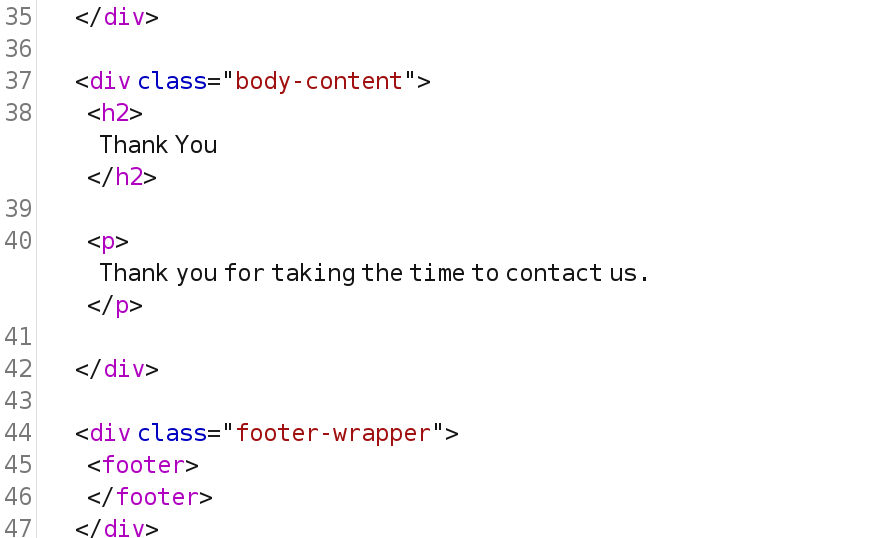 35 </div>
36
37 <div class="body-content">
38 <h2>
Thank You
</h2>
39
40 <p>
Thank you for taking the time to contact us.
</p>
41
42 </div>
43
44 <div class="footer-wrapper">
45 <footer>
46 </footer>
47 </div>